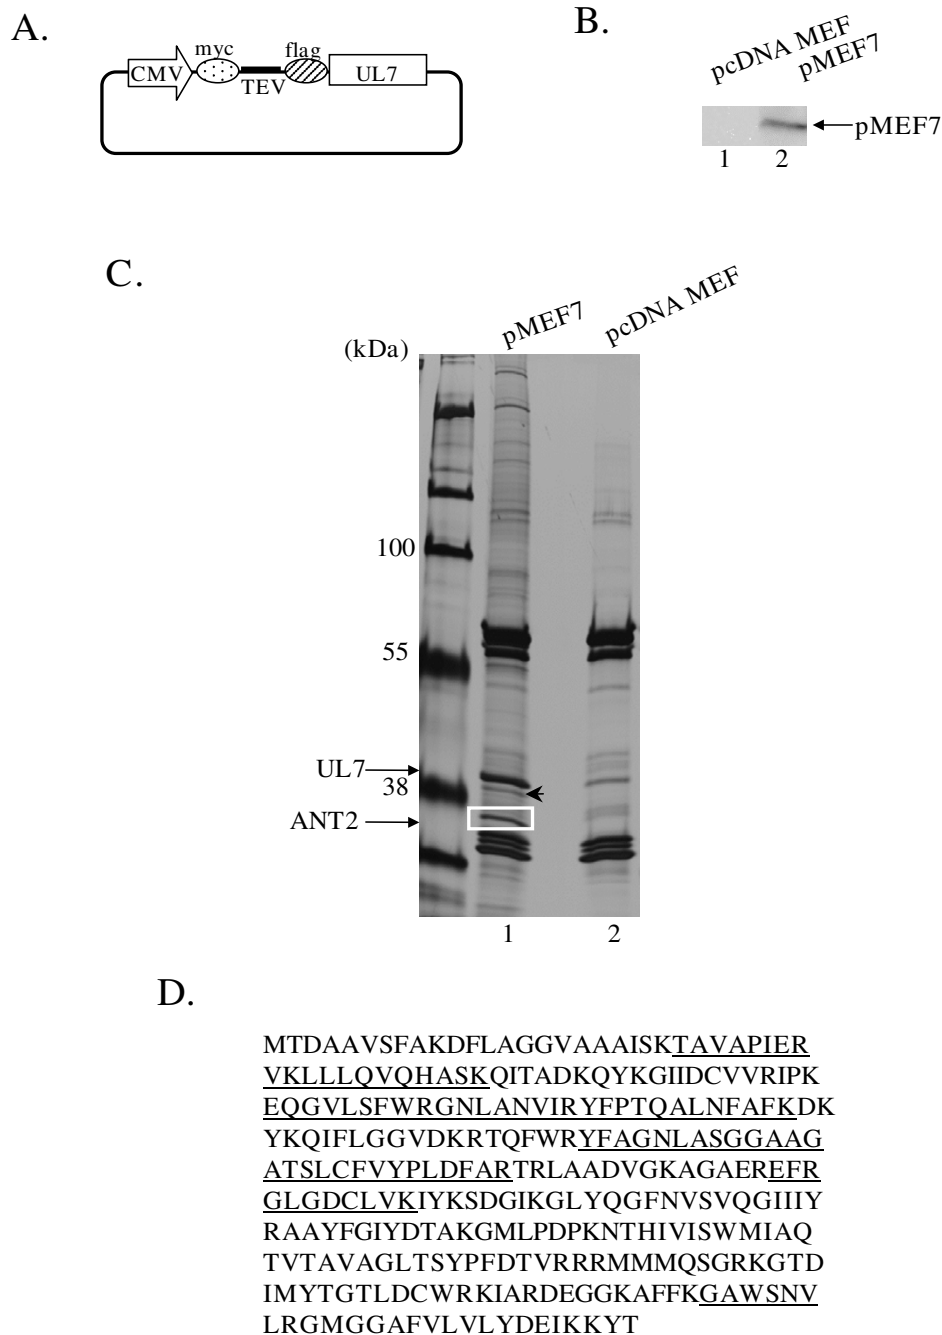 A.
myc
flag
CMV
TEV
UL7
B.
pcDNA MEF
pMEF7
pMEF7
1 2
C.
pMEF7
pcDNA MEF
(kDa)
100
55
UL7
38
ANT2
1 2
D.
MTDAAVSFAKDFLAGGVAAAISKTAVAPIER
VKLLLQVQHASKQITADKQYKGIIDCVVRIPK
EQGVLSFWRGNLANVIRYFPTQALNFAFKDK
YKQIFLGGVDKRTQFWRYFAGNLASGGAAG
ATSLCFVYPLDFARTRLAADVGKAGAEREFR
GLGDCLVKIYKSDGIKGLYQGFNVSVQGIIIY
RAAYFGIYDTAKGMLPDPKNTHIVISWMIAQ
TVTAVAGLTSYPFDTVRRRMMMQSGRKGTD
IMYTGTLDCWRKIARDEGGKAFFKGAWSNV
LRGMGGAFVLVLYDEIKKYT